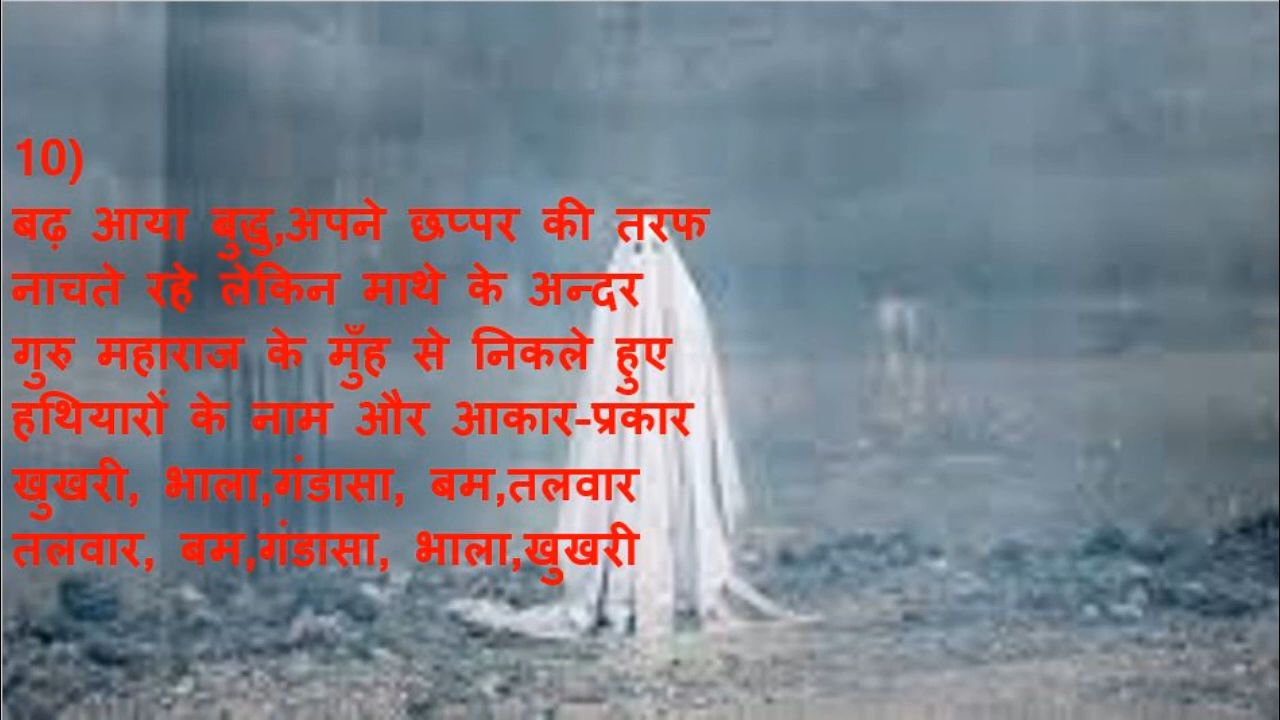 10)
बढ़ आया बुद्धु,अपने छप्पर की तरफ
नाचते रहे लेकिन माथे के अन्दर
गुरु महाराज के मुँह से निकले हुए
हथियारों के नाम और आकार-प्रकार
खुखरी, भाला,गंडासा, बम,तलवार
तलवार, बम,गंडासा, भाला,खुखरी